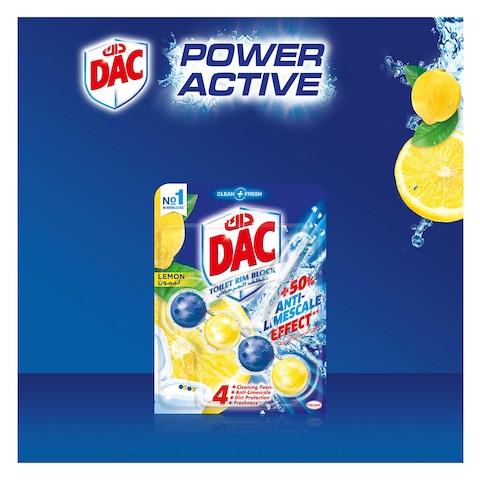 داك
DAC
POWER
ACTIVE
CLEAN + FRESH
Nº1
داك
DAC
TOILET RIM BLOCK
LEMON
ليمون
+50%
ANTI-
LIMESCALE
EFFECT**
4
• Cleaning Foam
• Anti-Limescale
• Dirt Protection
• Freshness
Henkel